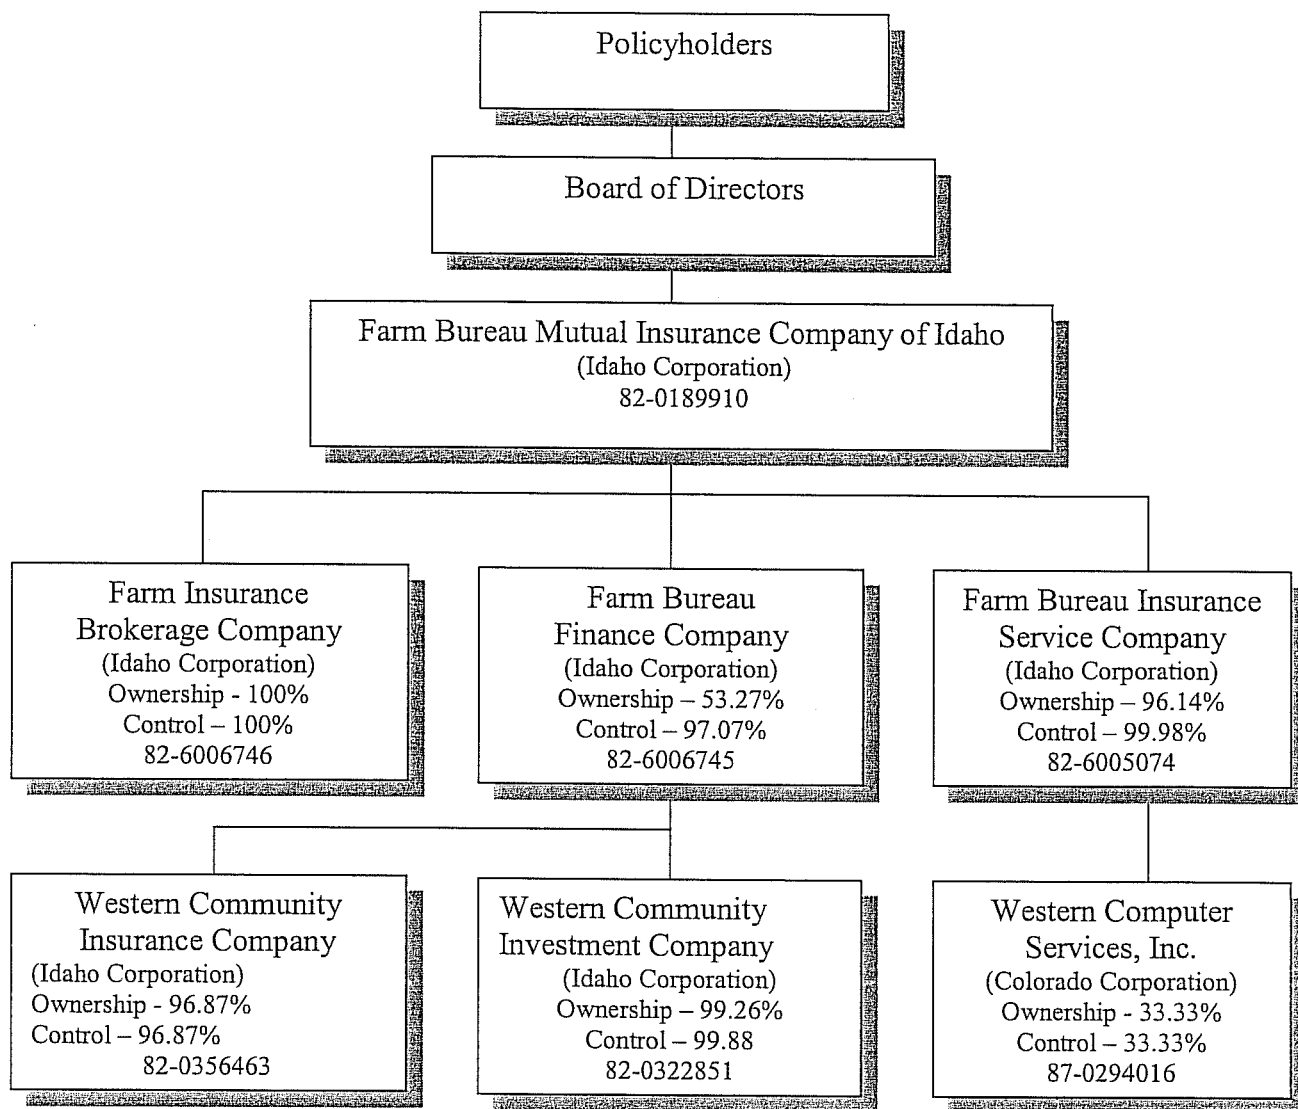 Policyholders
Board of Directors
Farm Bureau Mutual Insurance Company of Idaho
(Idaho Corporation)
82-0189910
Farm Insurance
Brokerage Company
(Idaho Corporation)
Ownership - 100%
Control – 100%
82-6006746
Farm Bureau
Finance Company
(Idaho Corporation)
Ownership – 53.27%
Control – 97.07%
82-6006745
Farm Bureau Insurance
Service Company
(Idaho Corporation)
Ownership – 96.14%
Control – 99.98%
82-6005074
Western Community
Insurance Company
(Idaho Corporation)
Ownership - 96.87%
Control – 96.87%
82-0356463
Western Community
Investment Company
(Idaho Corporation)
Ownership – 99.26%
Control – 99.88
82-0322851
Western Computer
Services, Inc.
(Colorado Corporation)
Ownership - 33.33%
Control – 33.33%
87-0294016